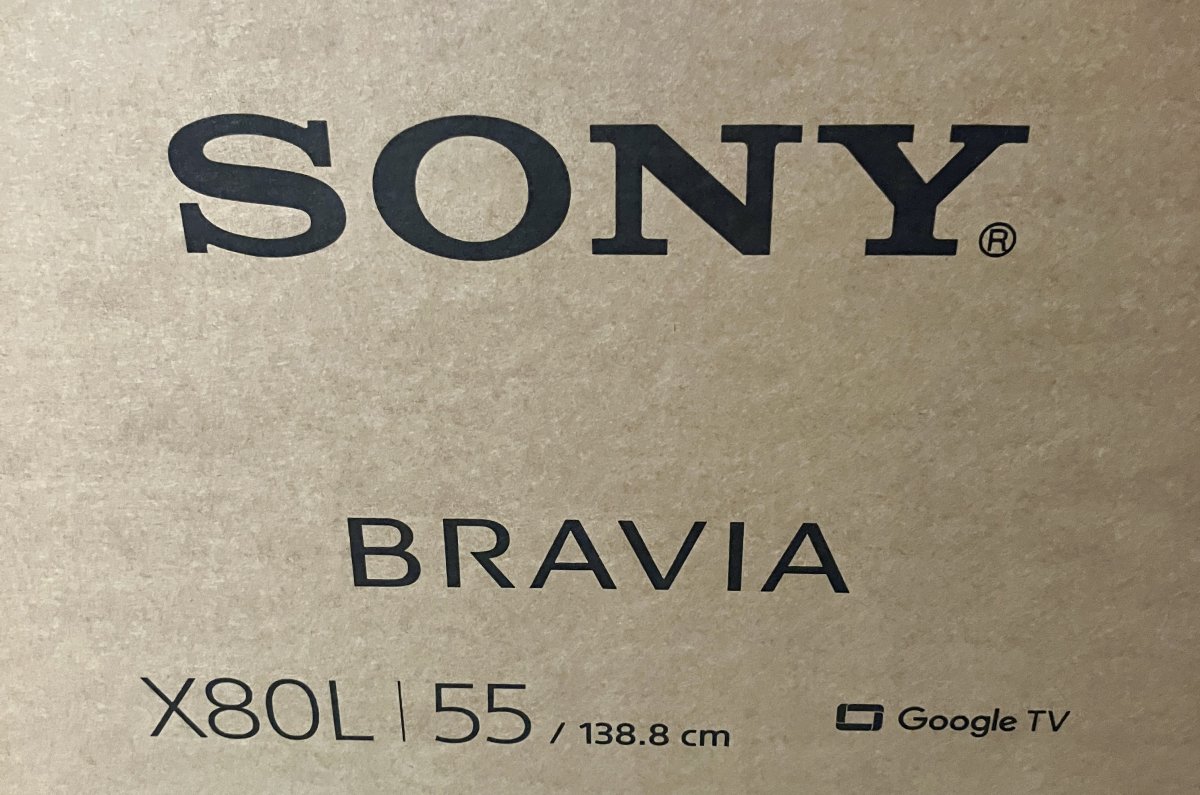 SONY®
BRAVIA
X80L | 55 / 138.8 cm
Google TV